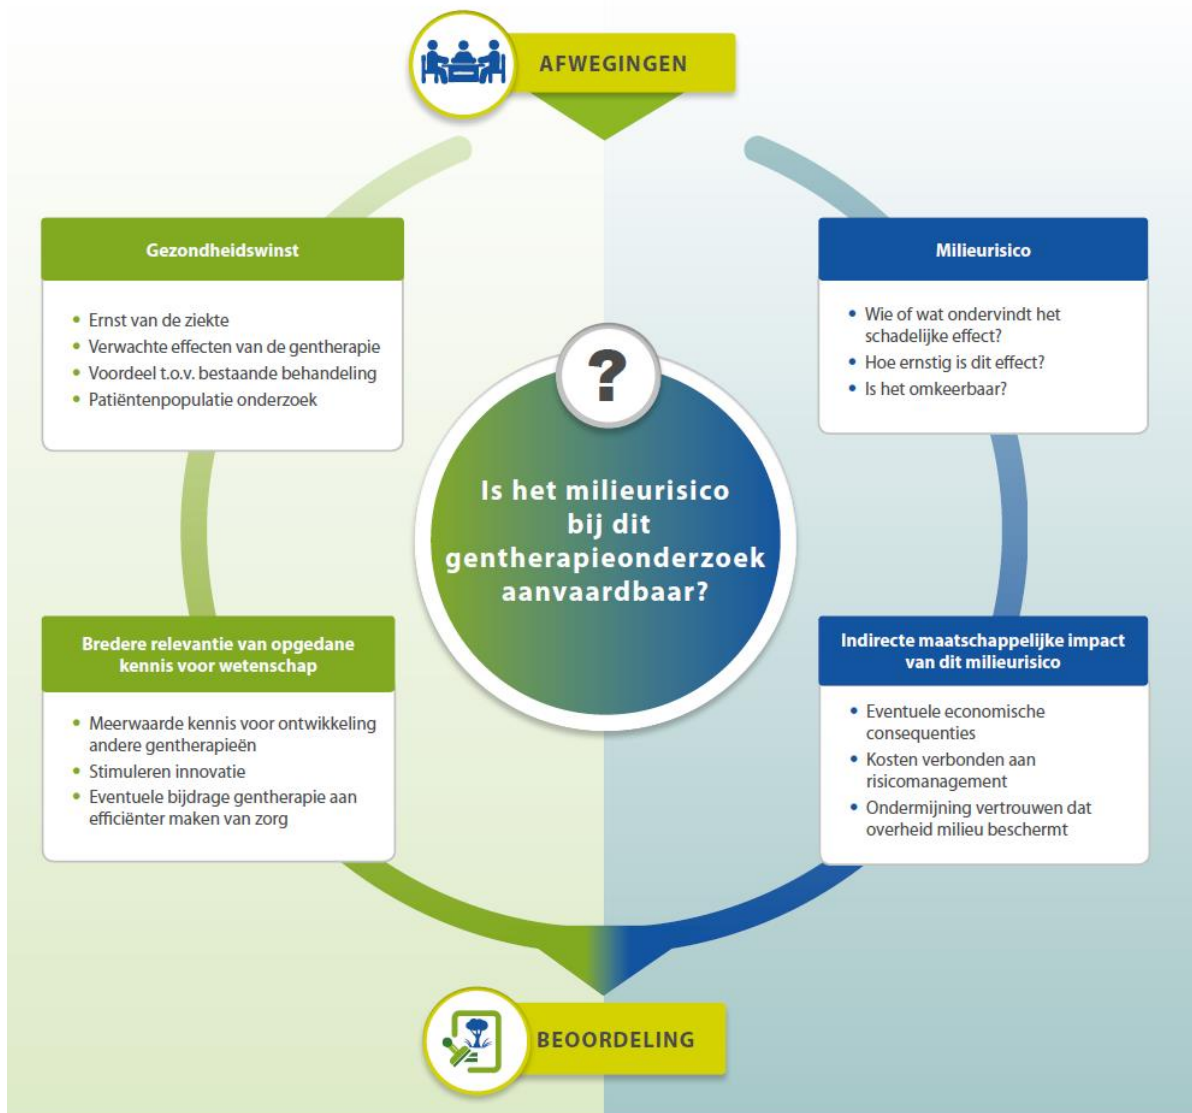 AFWEGINGEN
Gezondheidswinst
• Ernst van de ziekte
• Verwachte effecten van de gentherapie
• Voordeel t.o.v. bestaande behandeling
• Patiëntenpopulatie onderzoek
Milieurisico
• Wie of wat ondervindt het
schadelijke effect?
• Hoe ernstig is dit effect?
• Is het omkeerbaar?
?
Is het milieurisico
bij dit
gentherapieonderzoek
aanvaardbaar?
Bredere relevantie van opgedane
kennis voor wetenschap
• Meerwaarde kennis voor ontwikkeling
andere gentherapieën
• Stimuleren innovatie
• Eventuele bijdrage gentherapie aan
efficiënter maken van zorg
Indirecte maatschappelijke impact
van dit milieurisico
• Eventuele economische
consequenties
• Kosten verbonden aan
risicomanagement
• Ondermijning vertrouwen dat
overheid milieu beschermt
BEOORDELING